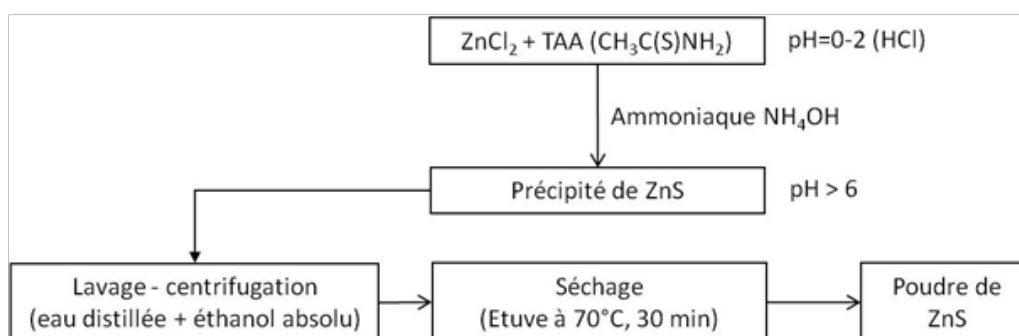 ZnCl₂ + TAA (CH₃C(S)NH₂)
pH=0-2 (HCl)
Ammoniaque NH₄OH
Précipité de ZnS
pH > 6
Lavage - centrifugation
(eau distillée + éthanol absolu)
Séchage
(Etuve à 70°C, 30 min)
Poudre de
ZnS